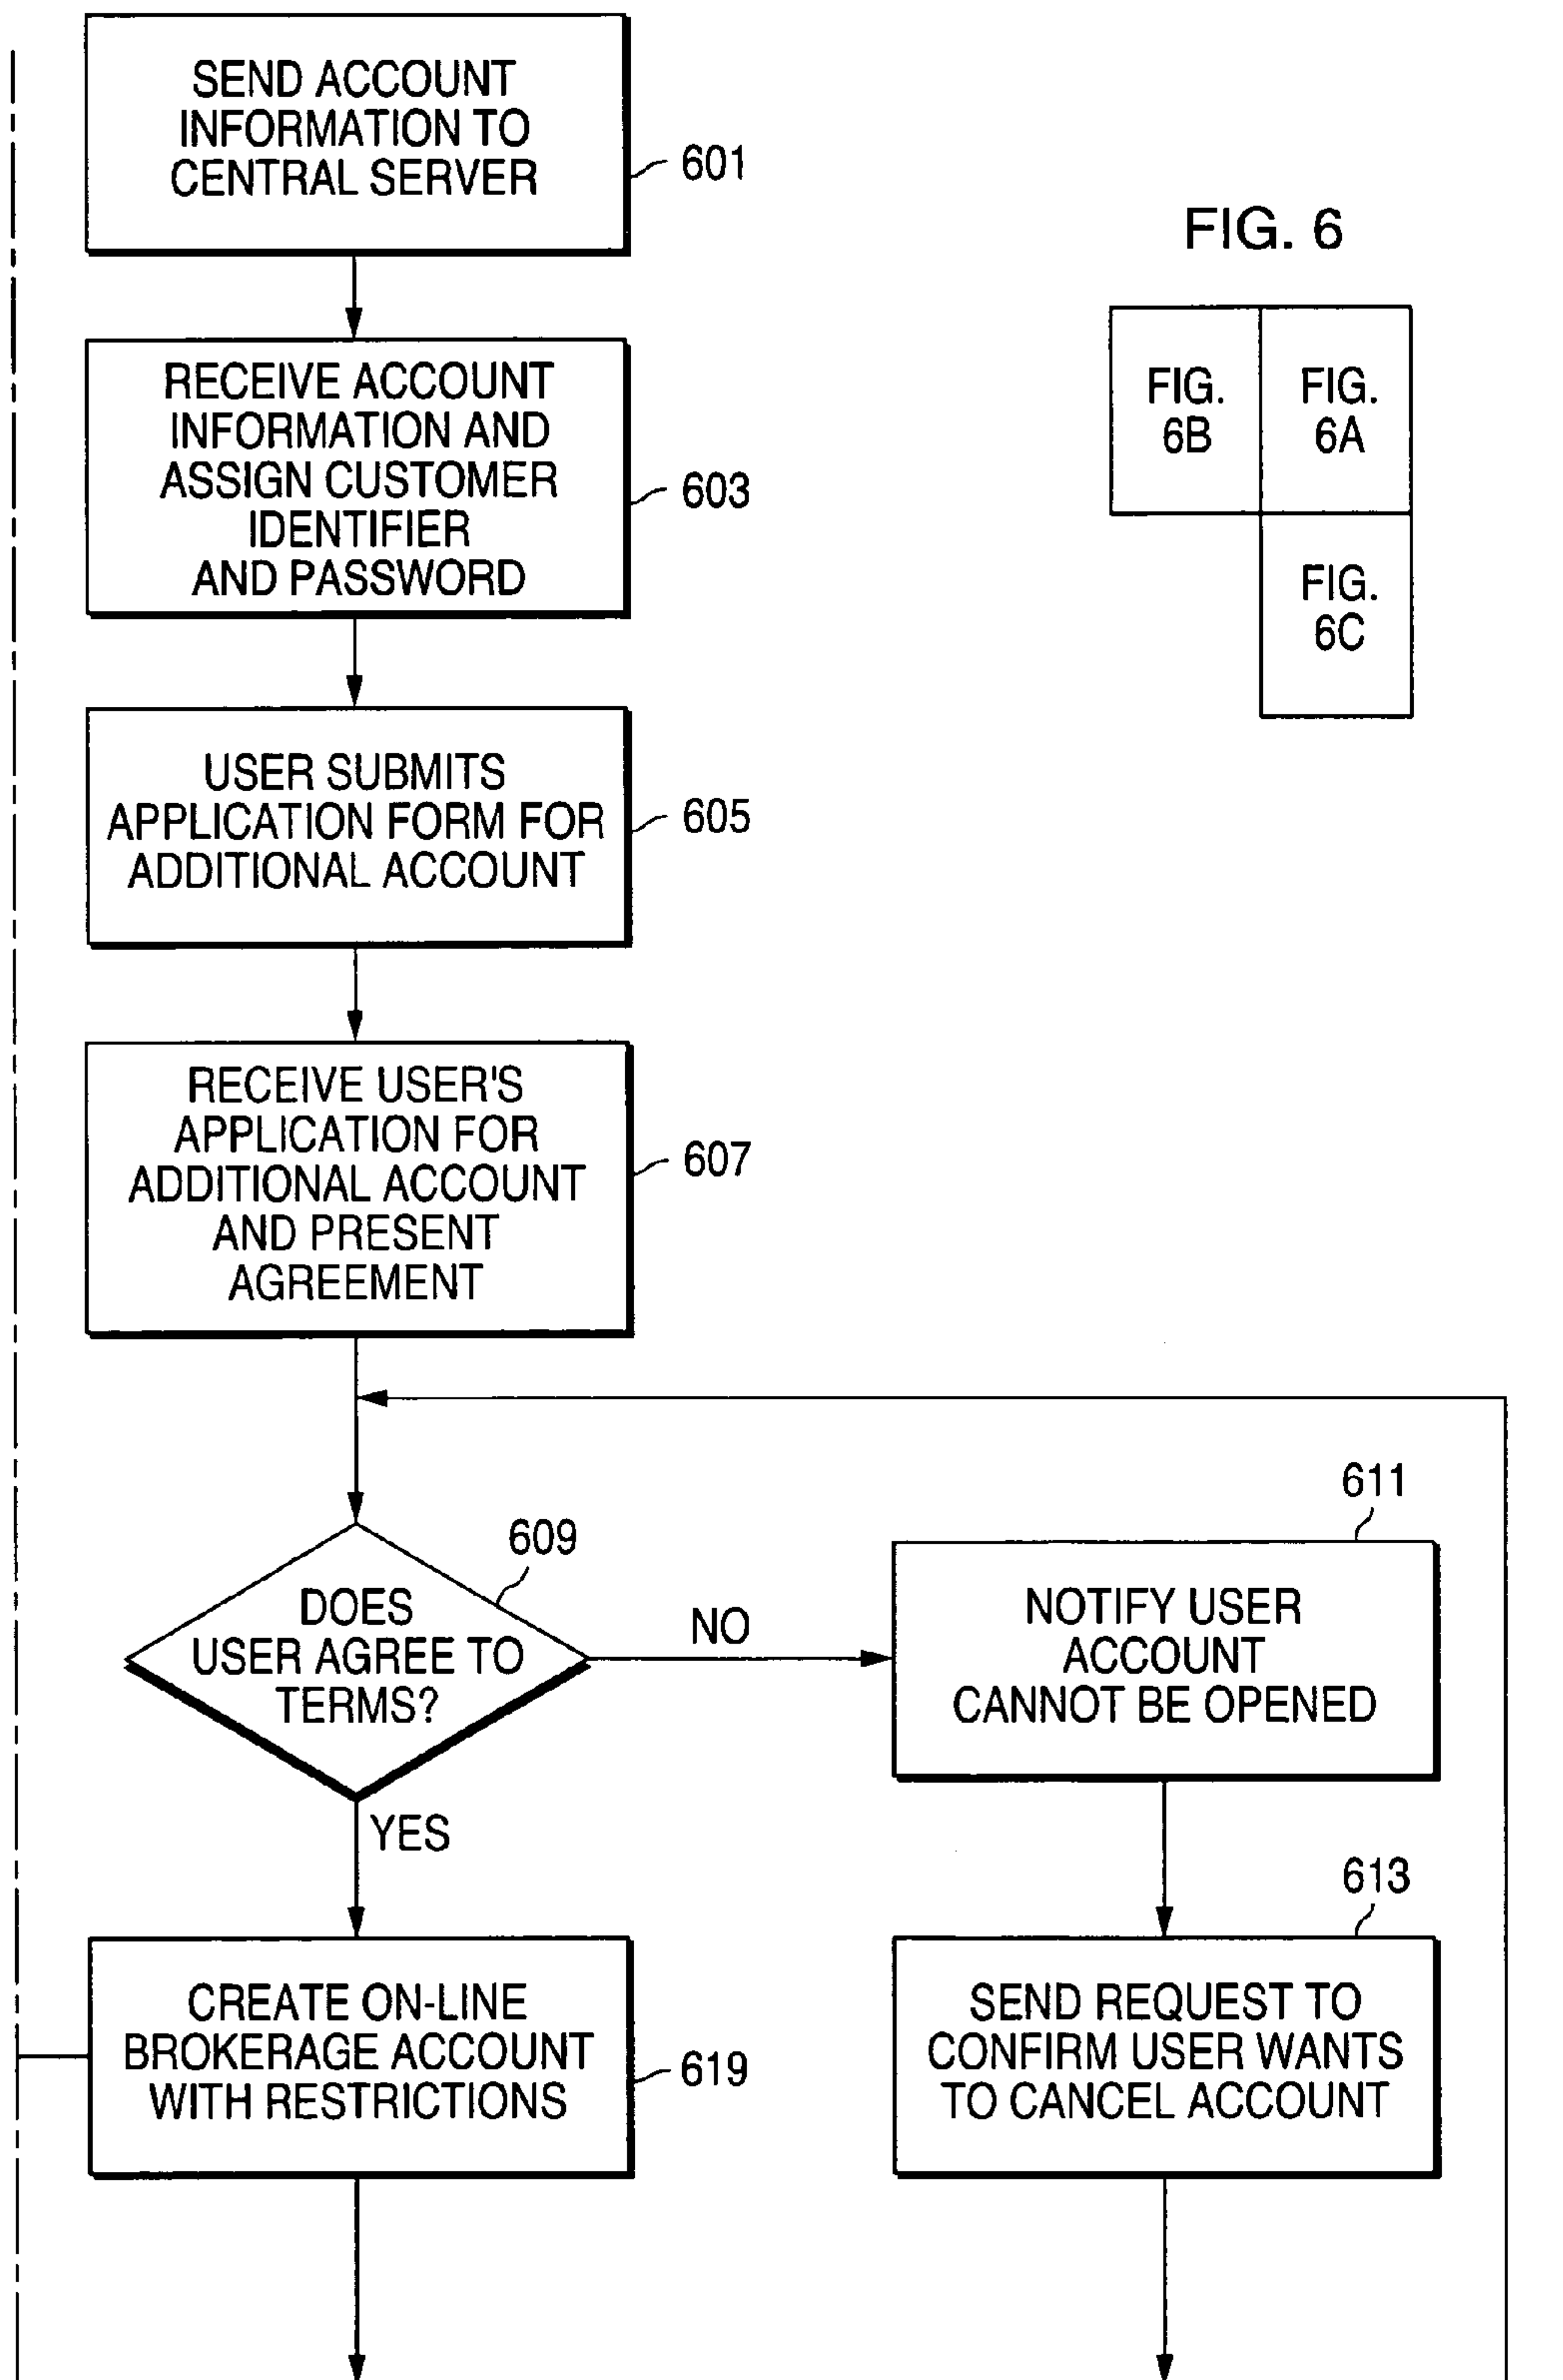 SEND ACCOUNT
INFORMATION TO
CENTRAL SERVER
601
FIG. 6
FIG.
6B
FIG.
6A
FIG.
6C
RECEIVE ACCOUNT
INFORMATION AND
ASSIGN CUSTOMER
IDENTIFIER
AND PASSWORD
603
USER SUBMITS
APPLICATION FORM FOR
ADDITIONAL ACCOUNT
605
RECEIVE USER'S
APPLICATION FOR
ADDITIONAL ACCOUNT
AND PRESENT
AGREEMENT
607
609
DOES
USER AGREE TO
TERMS?
NO
611
NOTIFY USER
ACCOUNT
CANNOT BE OPENED
YES
CREATE ON-LINE
BROKERAGE ACCOUNT
WITH RESTRICTIONS
619
613
SEND REQUEST TO
CONFIRM USER WANTS
TO CANCEL ACCOUNT